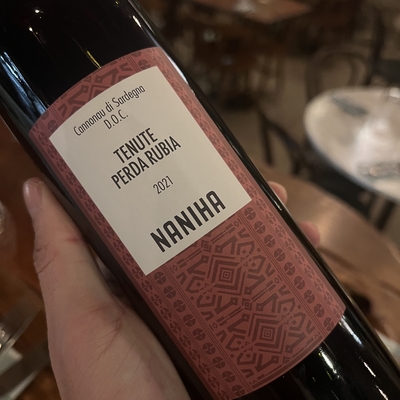 Cannonau di Sardegna
D.O.C.
TENUTE
PERDA RUBIA
2021
NANIHA